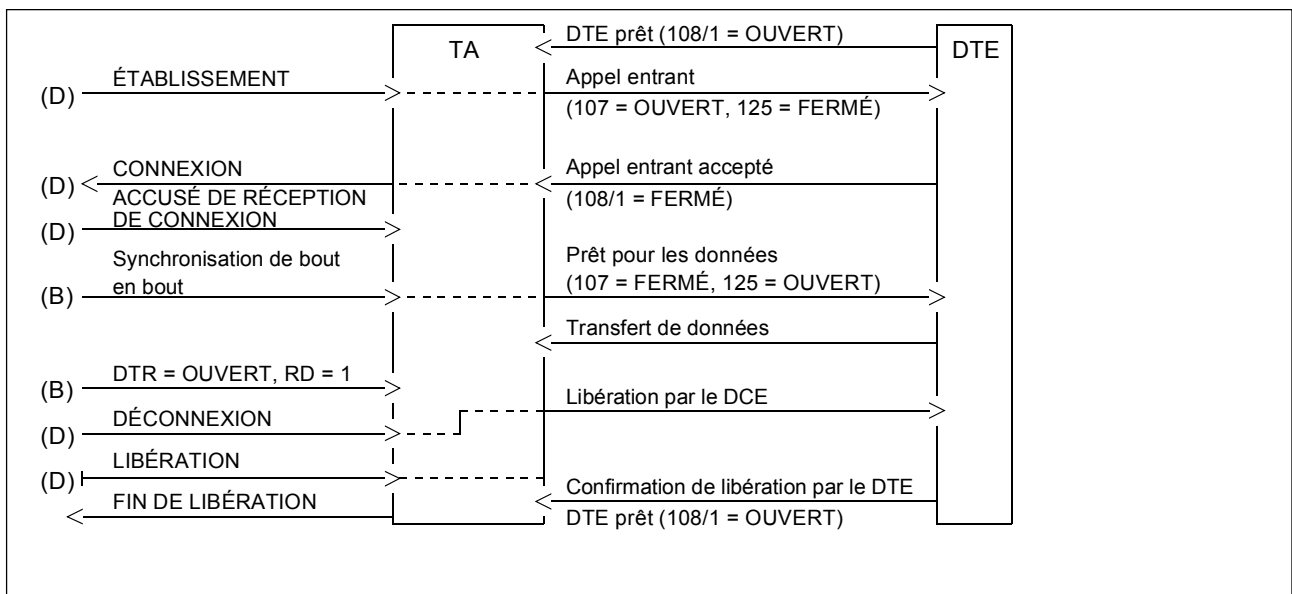 TA
DTE
DTE prêt (108/1 = OUVERT)
(D) ÉTABLISSEMENT
Appel entrant
(107 = OUVERT, 125 = FERMÉ)
(D) CONNEXION
Appel entrant accepté
(108/1 = FERMÉ)
ACCUSÉ DE RÉCEPTION
(D) DE CONNEXION
Synchronisation de bout
(B) en bout
Prêt pour les données
(107 = FERMÉ, 125 = OUVERT)
Transfert de données
(B) DTR = OUVERT, RD = 1
Libération par le DCE
(D) DÉCONNEXION
(D) LIBÉRATION
Confirmation de libération par le DTE
FIN DE LIBÉRATION
DTE prêt (108/1 = OUVERT)